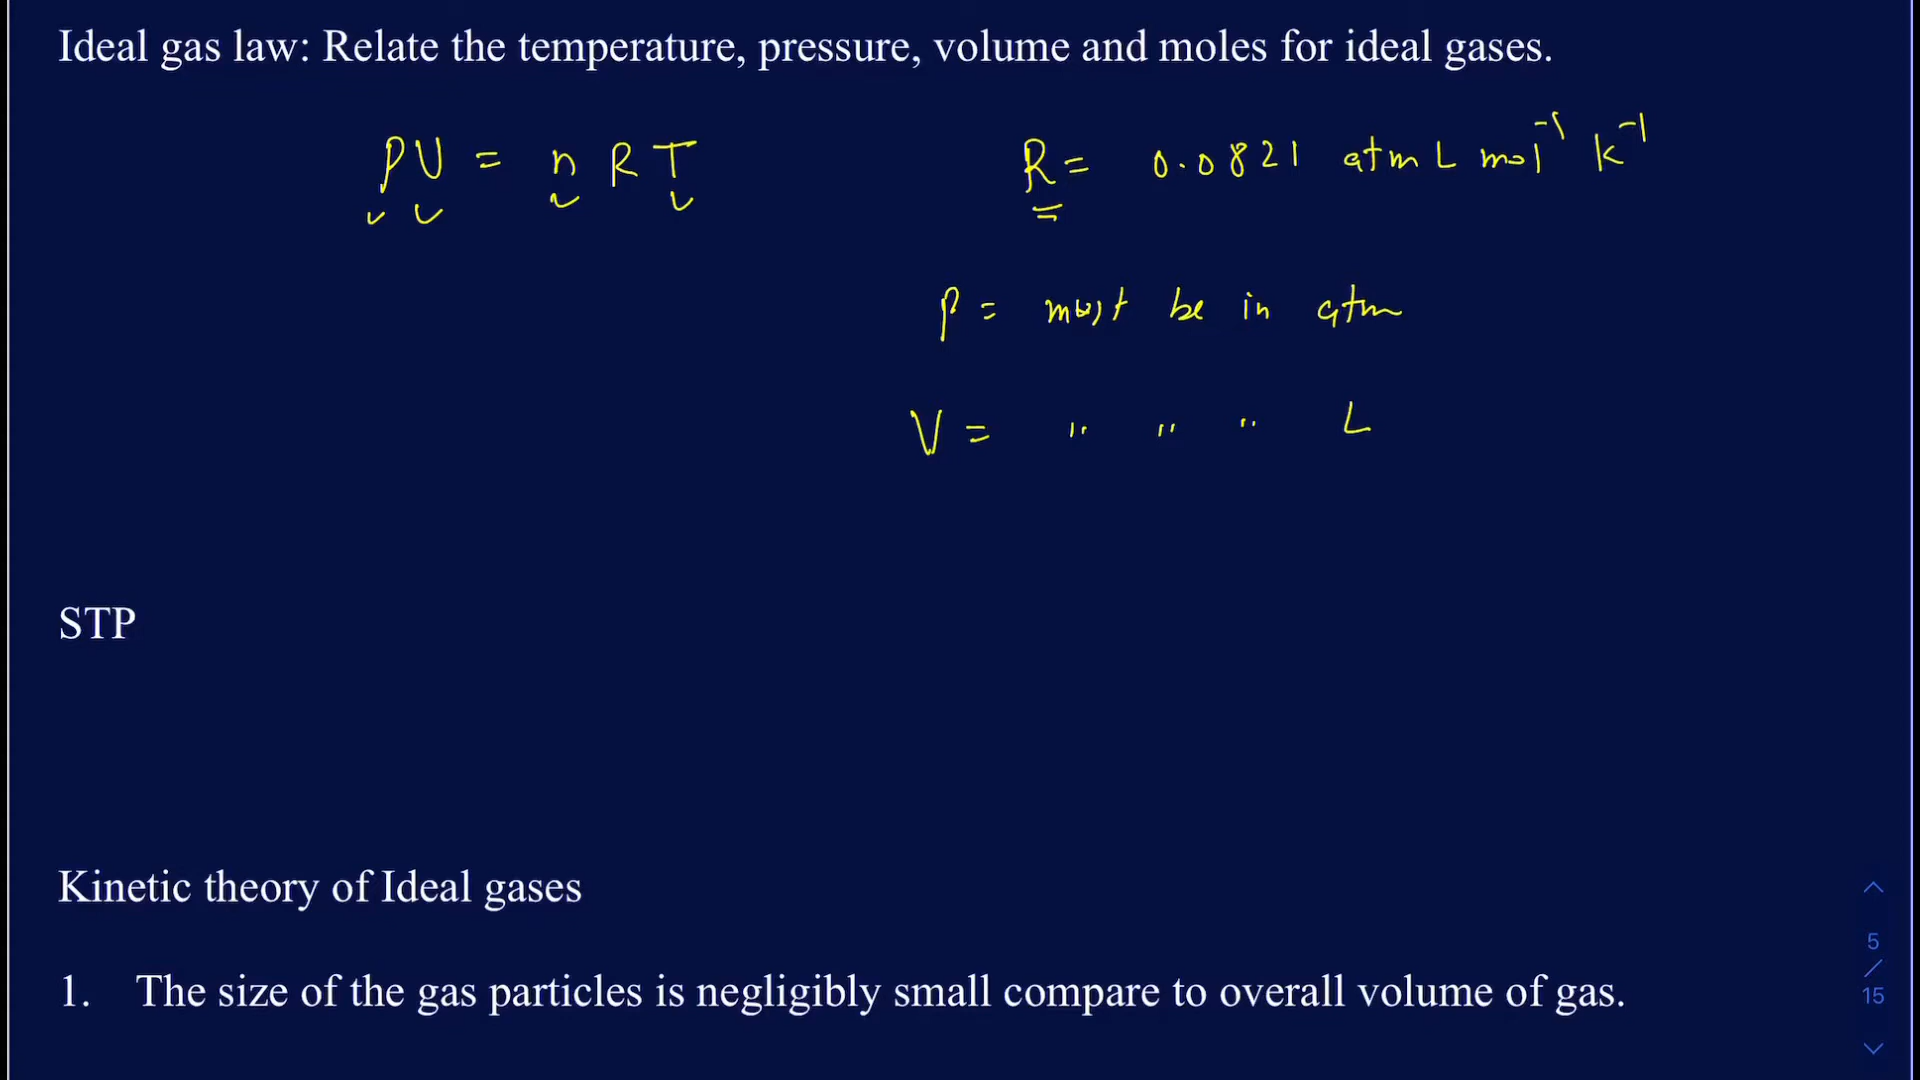 Ideal gas law: Relate the temperature, pressure, volume and moles for ideal gases.
PV = n R T
R = 0.0821 atm L mol⁻¹ K⁻¹
P = must be in atm
V = " " " L
STP
Kinetic theory of Ideal gases
1. The size of the gas particles is negligibly small compare to overall volume of gas.
5
/
15